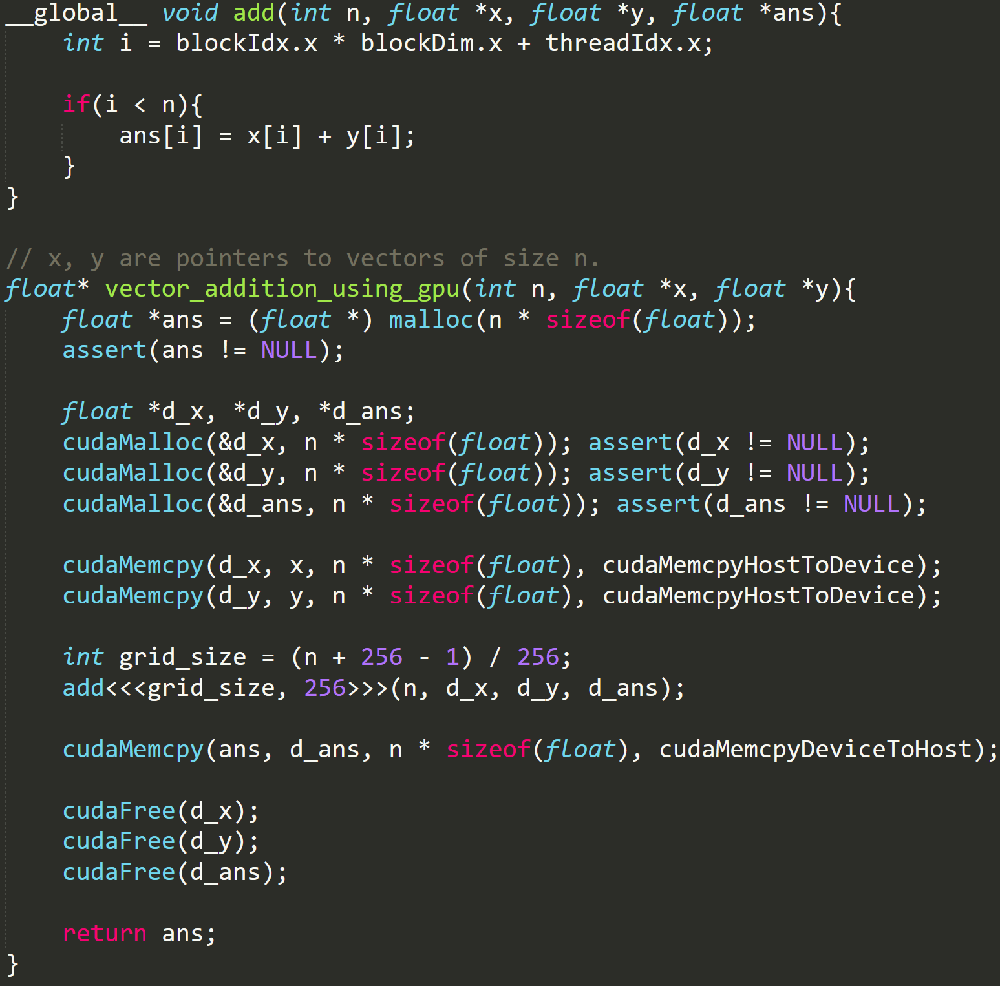 __global__ void add(int n, float *x, float *y, float *ans){
    int i = blockIdx.x * blockDim.x + threadIdx.x;

    if(i < n){
        ans[i] = x[i] + y[i];
    }
}

// x, y are pointers to vectors of size n.
float* vector_addition_using_gpu(int n, float *x, float *y){
    float *ans = (float *) malloc(n * sizeof(float));
    assert(ans != NULL);

    float *d_x, *d_y, *d_ans;
    cudaMalloc(&d_x, n * sizeof(float)); assert(d_x != NULL);
    cudaMalloc(&d_y, n * sizeof(float)); assert(d_y != NULL);
    cudaMalloc(&d_ans, n * sizeof(float)); assert(d_ans != NULL);

    cudaMemcpy(d_x, x, n * sizeof(float), cudaMemcpyHostToDevice);
    cudaMemcpy(d_y, y, n * sizeof(float), cudaMemcpyHostToDevice);

    int grid_size = (n + 256 - 1) / 256;
    add<<<grid_size, 256>>>(n, d_x, d_y, d_ans);

    cudaMemcpy(ans, d_ans, n * sizeof(float), cudaMemcpyDeviceToHost);

    cudaFree(d_x);
    cudaFree(d_y);
    cudaFree(d_ans);

    return ans;
}